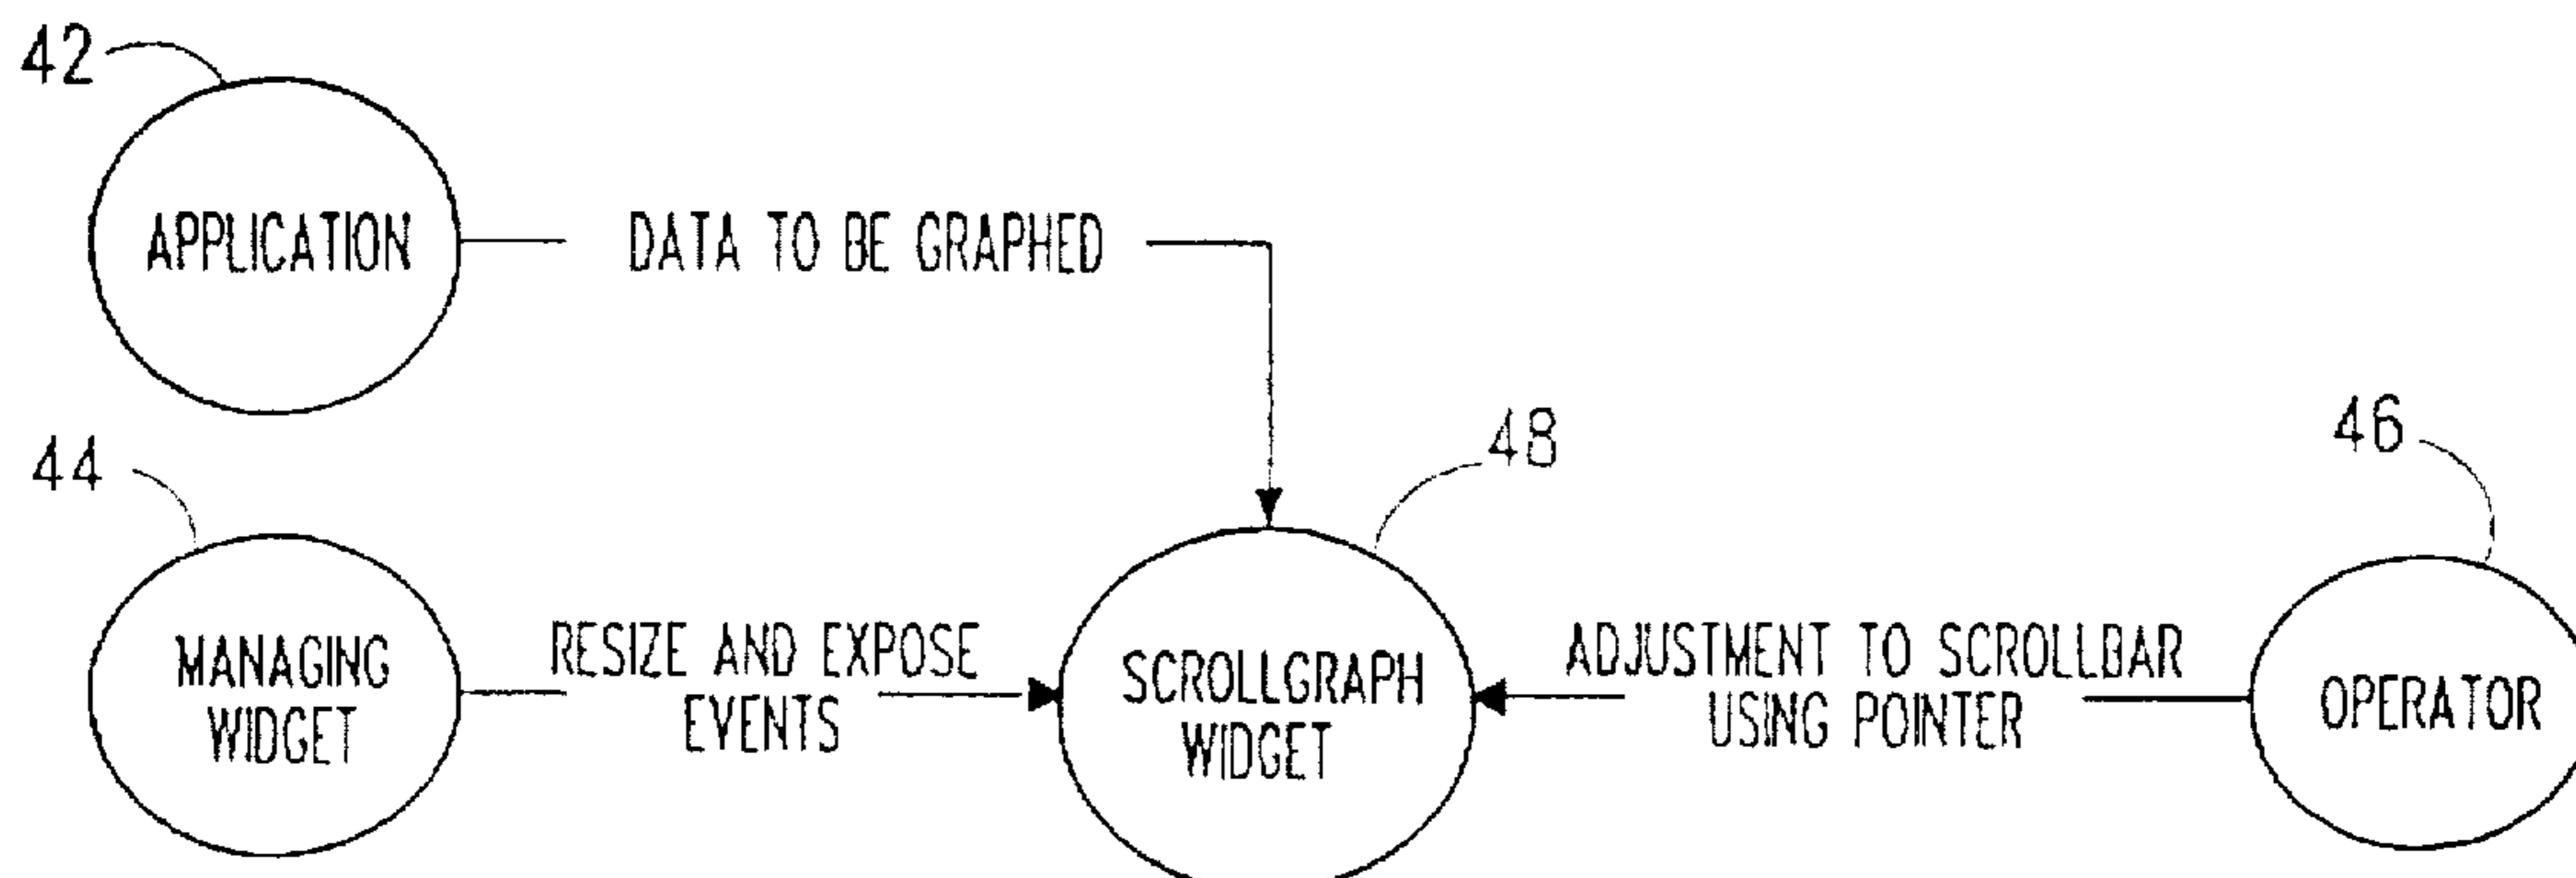 42
APPLICATION
DATA TO BE GRAPHED
44
48
46
MANAGING
WIDGET
RESIZE AND EXPOSE
EVENTS
SCROLLGRAPH
WIDGET
ADJUSTMENT TO SCROLLBAR
USING POINTER
OPERATOR